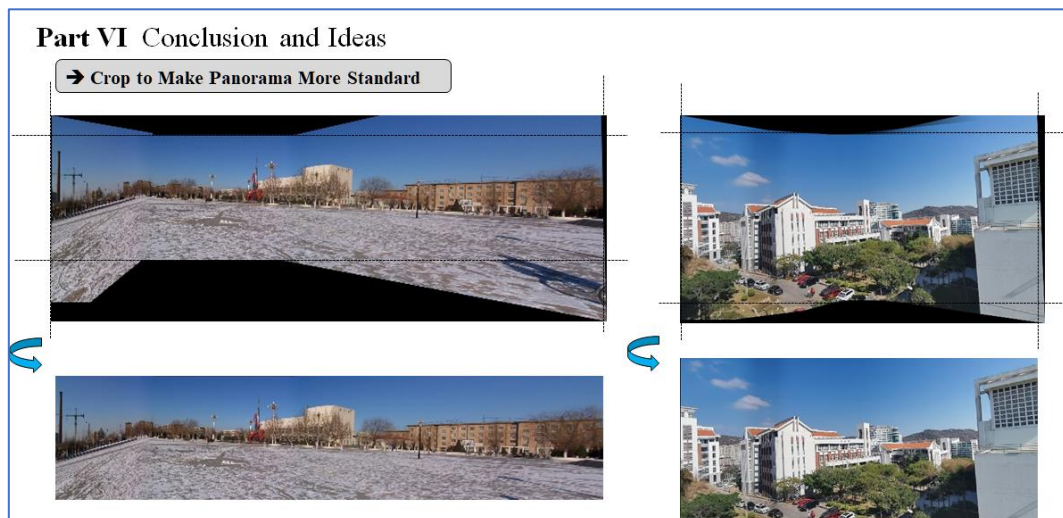 Part VI Conclusion and Ideas
➔ Crop to Make Panorama More Standard